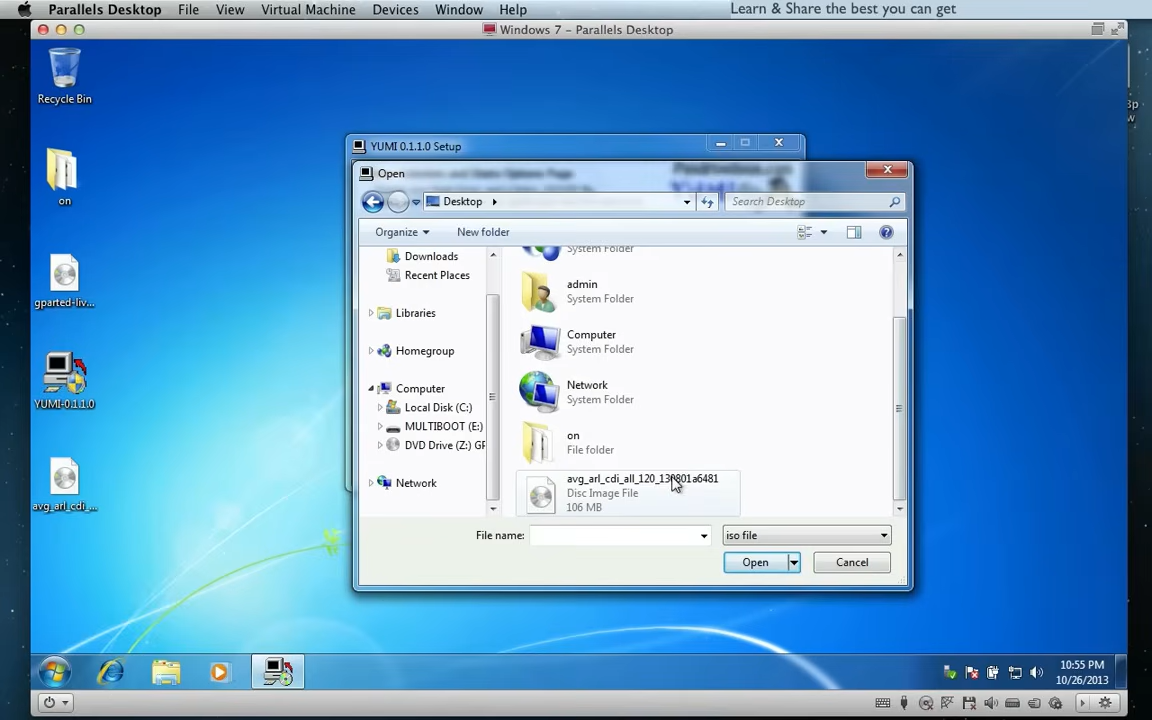 Parallels Desktop File View Virtual Machine Devices Window Help
Learn & Share the best you can get
Windows 7 - Parallels Desktop
Recycle Bin
on
gparted-liv...
YUMI-0.1.1.0
avg_arl_cdi_...
YUMI 0.1.1.0 Setup
Open
Desktop
Search Desktop
Organize
New folder
Downloads
Recent Places
Libraries
Homegroup
Computer
Local Disk (C:)
MULTIBOOT (E:)
DVD Drive (Z:) GP
Network
System Folder
admin
System Folder
Computer
System Folder
Network
System Folder
on
File folder
avg_arl_cdi_all_120_130801a6481
Disc Image File
106 MB
File name:
iso file
Open
Cancel
10:55 PM
10/26/2013